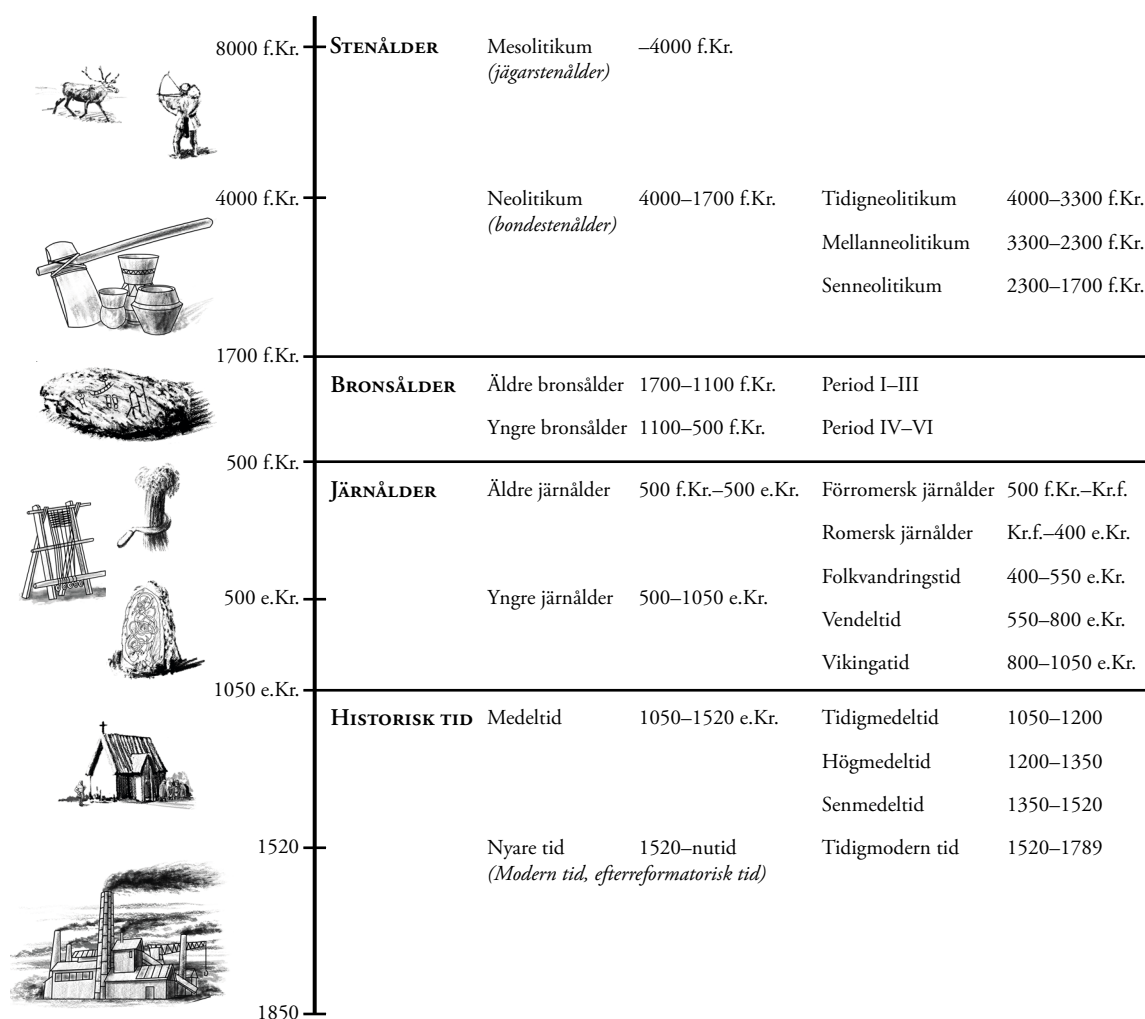 8000 f.Kr. Stenålder Mesolitikum –4000 f.Kr.
(jägarstenålder)
4000 f.Kr. Neolitikum 4000–1700 f.Kr. Tidigneolitikum 4000–3300 f.Kr.
(bondestenålder)
Mellanneolitikum 3300–2300 f.Kr.
Senneolitikum 2300–1700 f.Kr.
1700 f.Kr.
Bronsålder Äldre bronsålder 1700–1100 f.Kr. Period I–III
Yngre bronsålder 1100–500 f.Kr. Period IV–VI
500 f.Kr.
Järnålder Äldre järnålder 500 f.Kr.–500 e.Kr. Förromersk järnålder 500 f.Kr.–Kr.f.
Romersk järnålder Kr.f.–400 e.Kr.
Folkvandringstid 400–550 e.Kr.
500 e.Kr. Yngre järnålder 500–1050 e.Kr.
Vendeltid 550–800 e.Kr.
Vikingatid 800–1050 e.Kr.
1050 e.Kr.
Historisk tid Medeltid 1050–1520 e.Kr. Tidigmedeltid 1050–1200
Högmedeltid 1200–1350
Senmedeltid 1350–1520
1520 Nyare tid 1520–nutid Tidigmodern tid 1520–1789
(Modern tid, efterreformatorisk tid)
1850